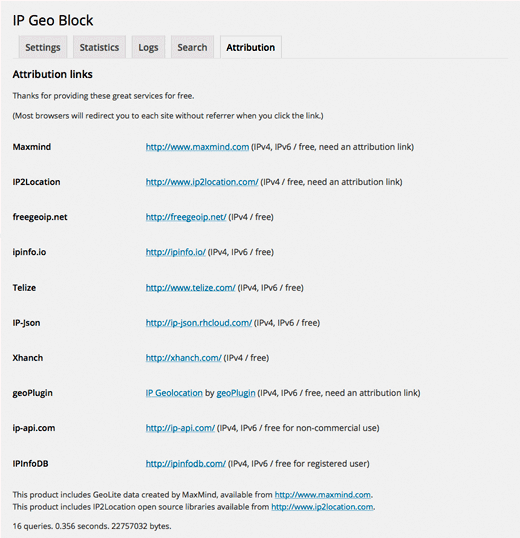 IP Geo Block
Settings Statistics Logs Search Attribution
Attribution links
Thanks for providing these great services for free.
(Most browsers will redirect you to each site without referrer when you click the link.)
Maxmind http://www.maxmind.com (IPv4, IPv6 / free, need an attribution link)
IP2Location http://www.ip2location.com/ (IPv4 / free, need an attribution link)
freegeoip.net http://freegeoip.net/ (IPv4 / free)
ipinfo.io http://ipinfo.io/ (IPv4, IPv6 / free)
Telize http://www.telize.com/ (IPv4, IPv6 / free)
IP-Json http://ip-json.rhcloud.com/ (IPv4, IPv6 / free)
Xhanch http://xhanch.com/ (IPv4 / free)
geoPlugin IP Geolocation by geoPlugin (IPv4, IPv6 / free, need an attribution link)
ip-api.com http://ip-api.com/ (IPv4, IPv6 / free for non-commercial use)
IPInfoDB http://ipinfodb.com/ (IPv4, IPv6 / free for registered user)
This product includes GeoLite data created by MaxMind, available from http://www.maxmind.com.
This product includes IP2Location open source libraries available from http://www.ip2location.com.
16 queries. 0.356 seconds. 22757032 bytes.